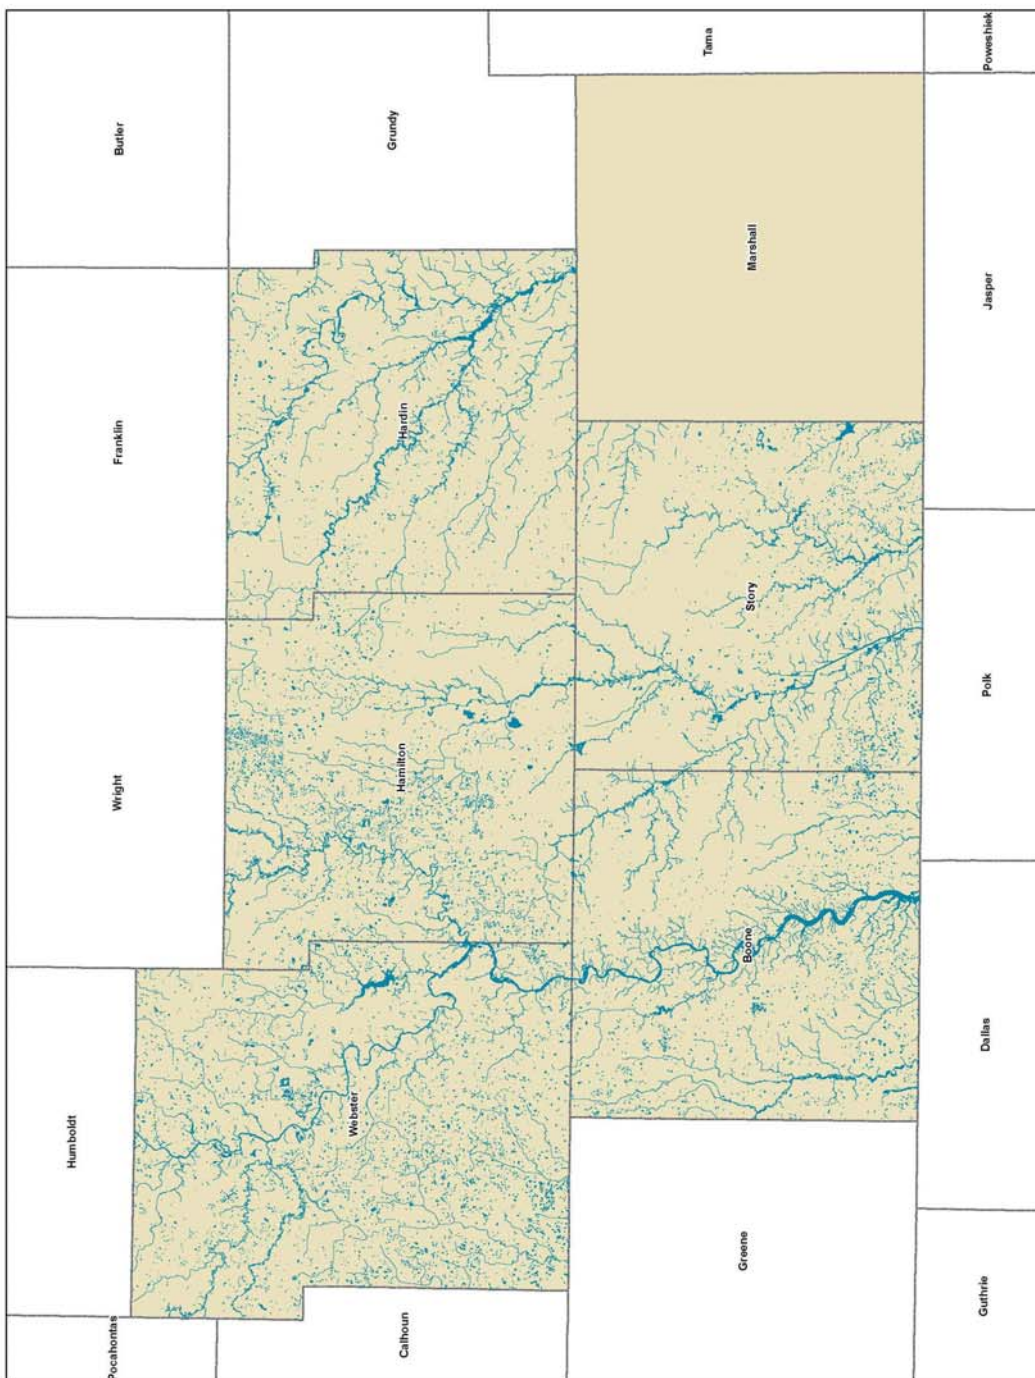 Humboldt
Pocahontas
Wright
Franklin
Butler
Webster
Calhoun
Hamilton
Hardin
Grundy
Tama
Greene
Boone
Story
Marshall
Guthrie
Dallas
Polk
Jasper
Poweshiek